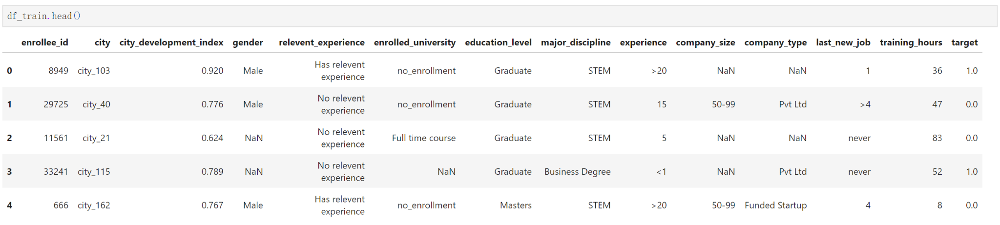 df_train.head()
enrollee_id city city_development_index gender relevent_experience enrolled_university education_level major_discipline experience company_size company_type last_new_job training_hours target
0 8949 city_103 0.920 Male Has relevent experience no_enrollment Graduate STEM >20 NaN NaN 1 36 1.0
1 29725 city_40 0.776 Male No relevent experience no_enrollment Graduate STEM 15 50-99 Pvt Ltd >4 47 0.0
2 11561 city_21 0.624 NaN No relevent experience Full time course Graduate STEM 5 NaN NaN never 83 0.0
3 33241 city_115 0.789 NaN No relevent experience NaN Graduate Business Degree <1 NaN Pvt Ltd never 52 1.0
4 666 city_162 0.767 Male Has relevent experience no_enrollment Masters STEM >20 50-99 Funded Startup 4 8 0.0